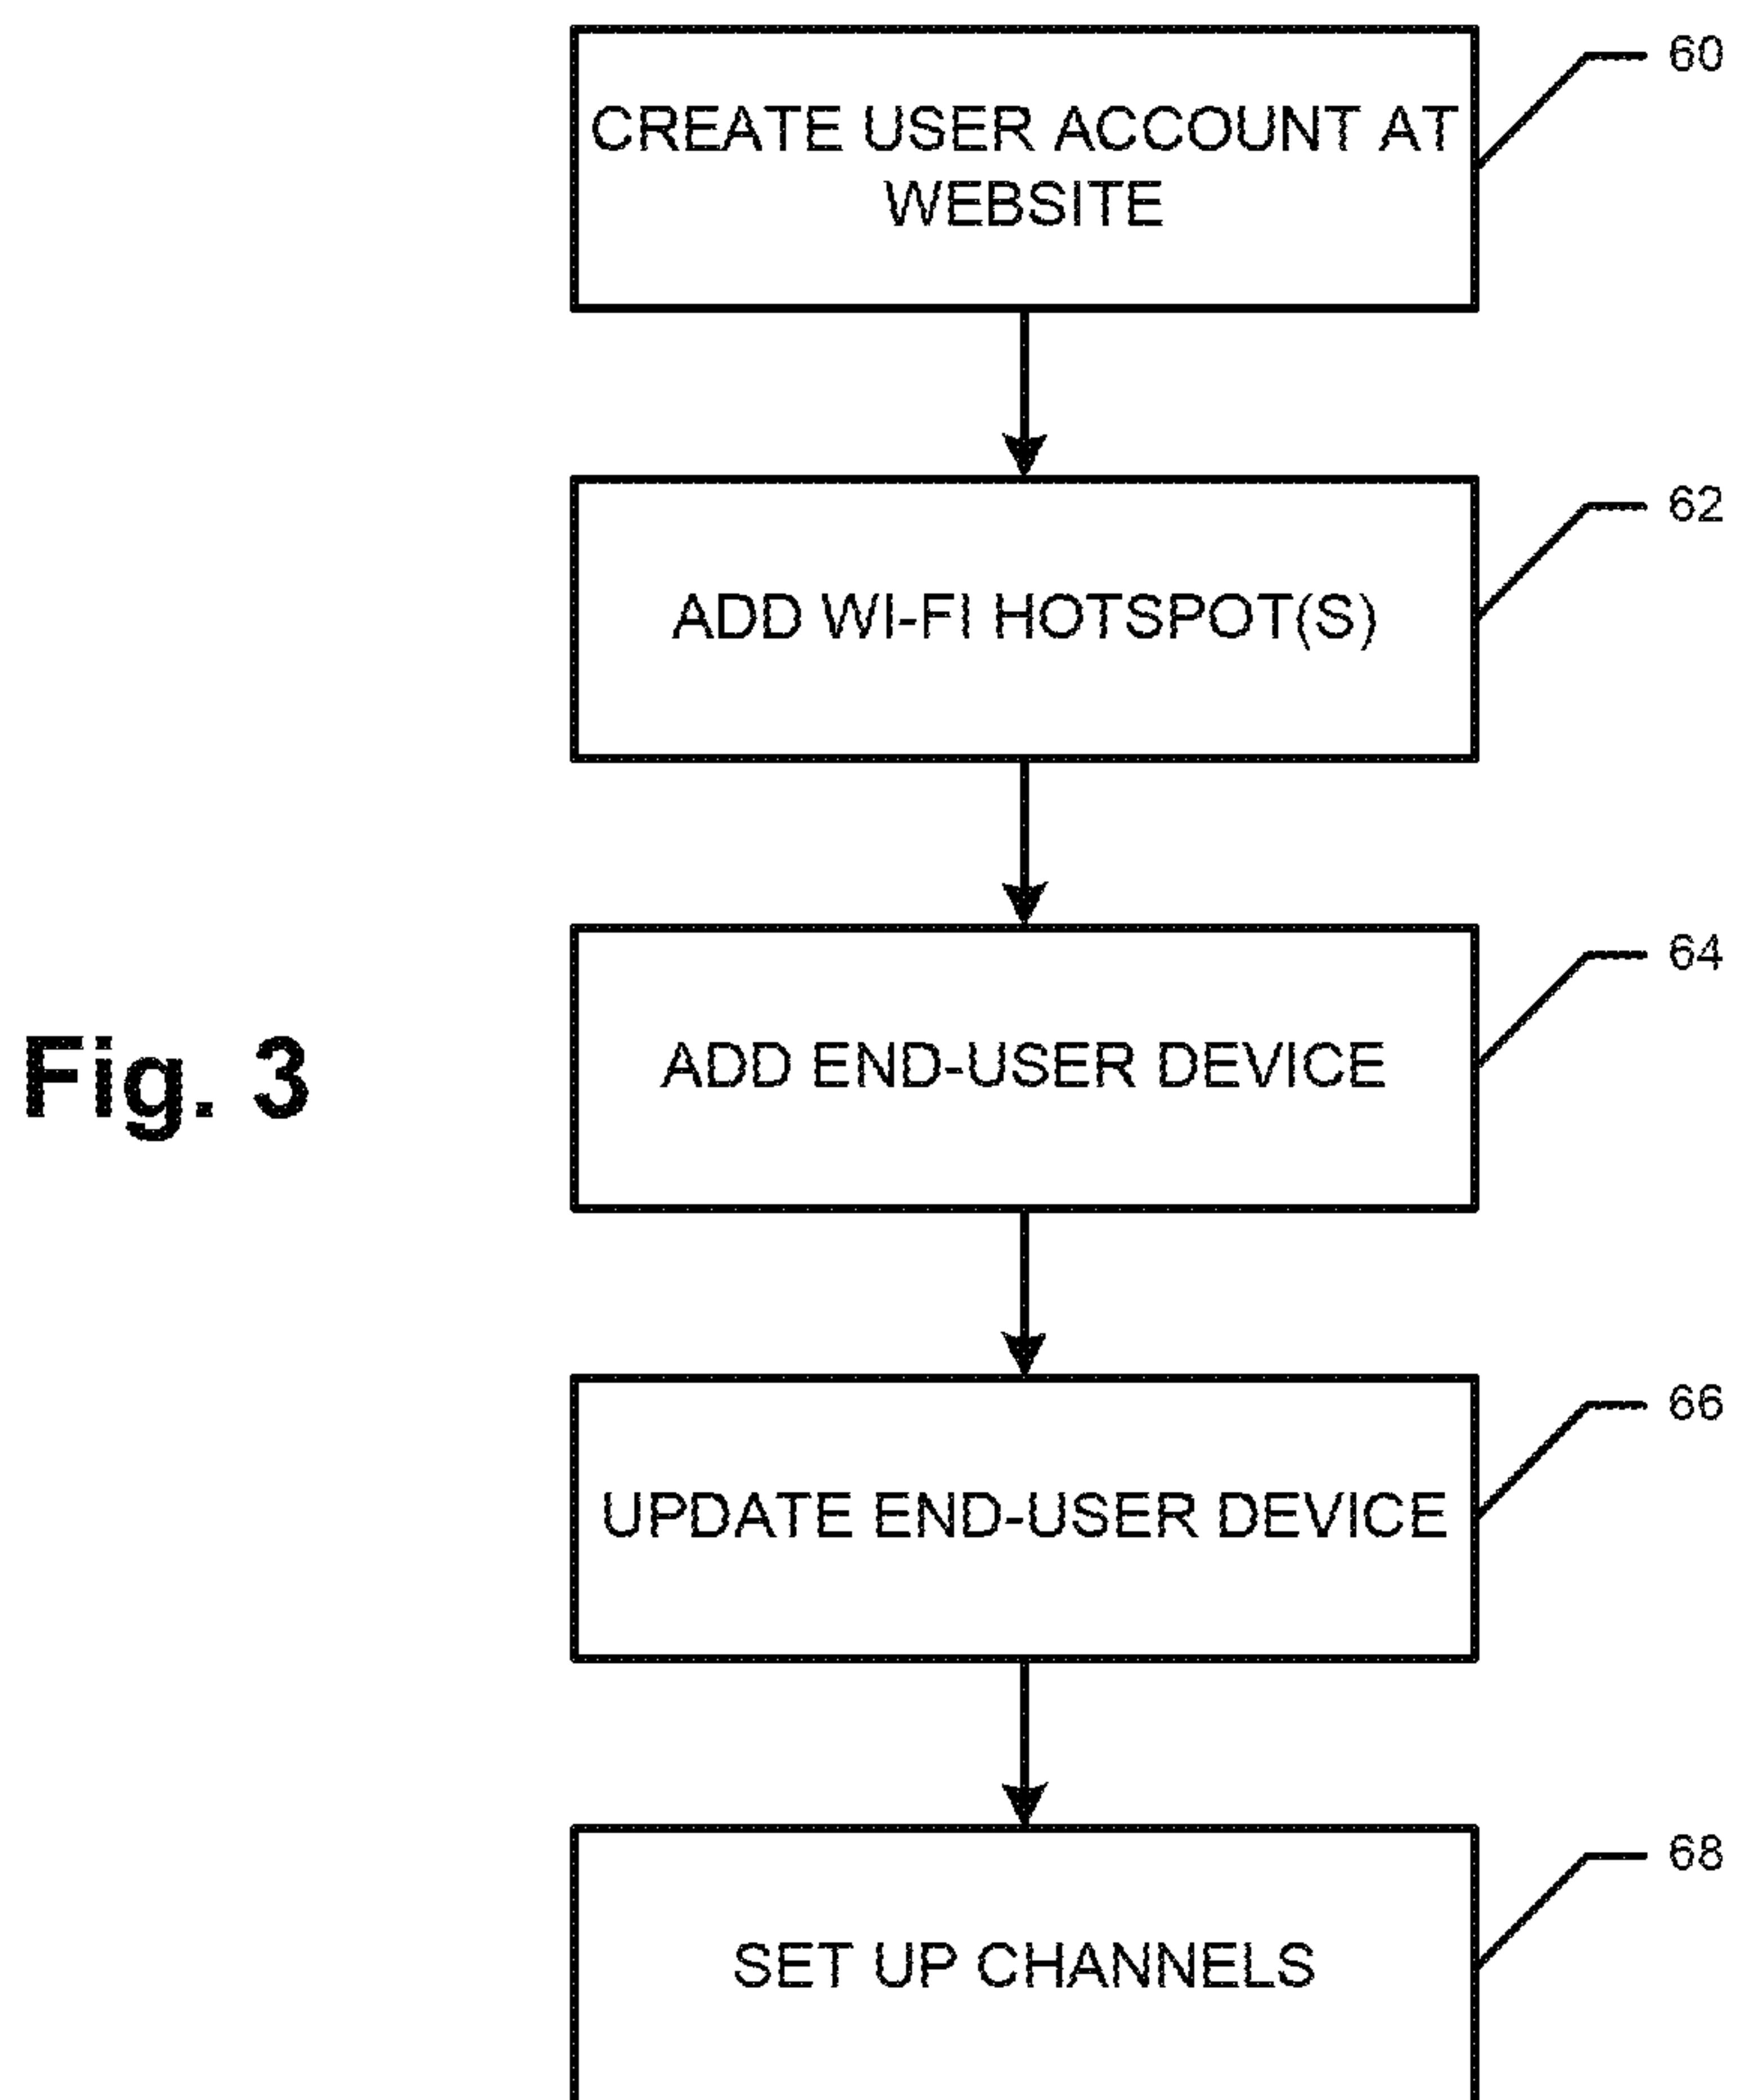 60
CREATE USER ACCOUNT AT
WEBSITE
62
ADD WI-FI HOTSPOT(S)
64
ADD END-USER DEVICE
Fig. 3
66
UPDATE END-USER DEVICE
68
SET UP CHANNELS